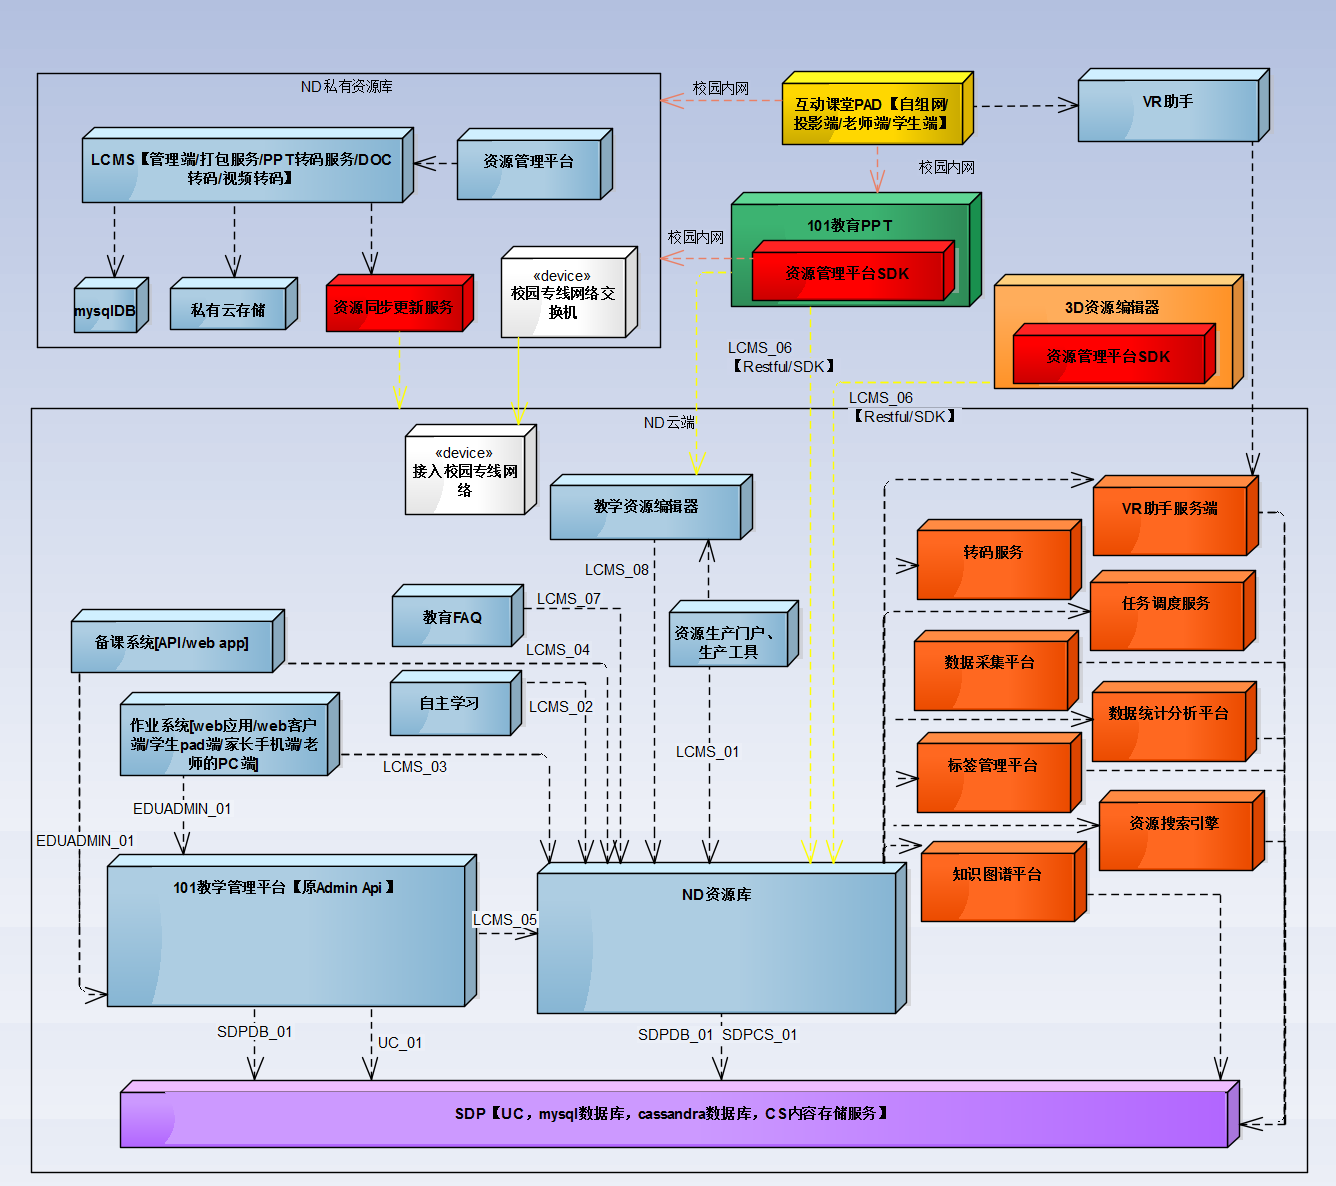 ND私有资源库
LCMS【管理端/打包服务/PPT转码服务/DOC
转码/视频转码】
资源管理平台
mysqlDB
私有云存储
资源同步更新服务
«device»
校园专线网络交
换机
校园内网
互动课堂PAD【自组网/
投影端/老师端/学生端】
VR助手
校园内网
校园内网
101教育PPT
资源管理平台SDK
3D资源编辑器
资源管理平台SDK
LCMS_06
【Restful/SDK】
LCMS_06
【Restful/SDK】
ND云端
«device»
接入校园专线网
络
教学资源编辑器
VR助手服务端
转码服务
任务调度服务
数据采集平台
数据统计分析平台
标签管理平台
资源搜索引擎
知识图谱平台
LCMS_08
教育FAQ
LCMS_07
资源生产门户、
生产工具
备课系统[API/web app]
LCMS_04
自主学习
LCMS_02
作业系统[web应用/web客户
端/学生pad端/家长手机端/老
师的PC端]
LCMS_03
LCMS_01
EDUADMIN_01
EDUADMIN_01
101教学管理平台【原Admin Api】
LCMS_05
ND资源库
SDPDB_01
UC_01
SDPDB_01
SDPCS_01
SDP【UC，mysql数据库，cassandra数据库，CS内容存储服务】